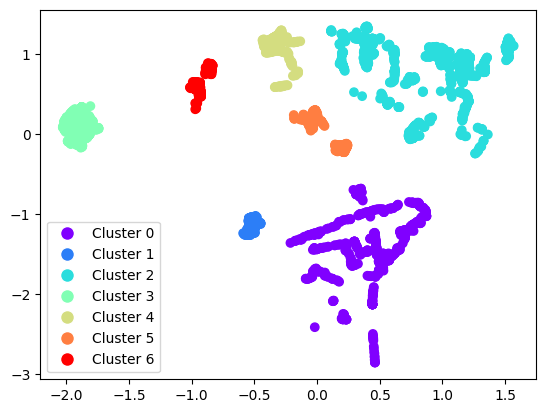 1
0
−1
−2
−3
Cluster 0
Cluster 1
Cluster 2
Cluster 3
Cluster 4
Cluster 5
Cluster 6
−2.0 −1.5 −1.0 −0.5 0.0 0.5 1.0 1.5